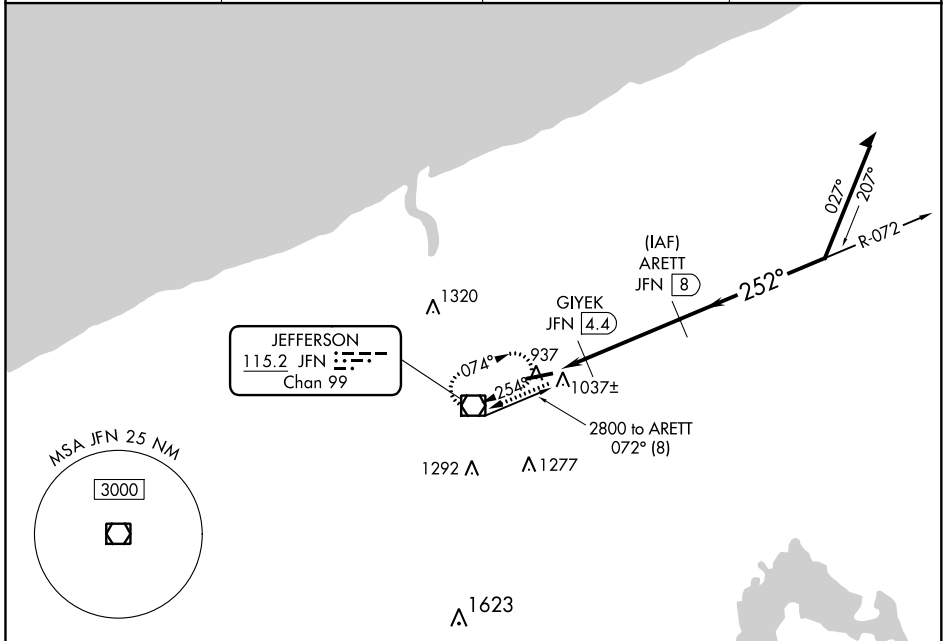 027°
207°
R-072
(IAF)
ARETT
JFN 8
252°
GIYEK
JFN 4.4
1320
JEFFERSON
115.2 JFN
Chan 99
074°
937
254°
1037±
2800 to ARETT
072° (8)
1292
1277
MSA JFN 25 NM
3000
1623